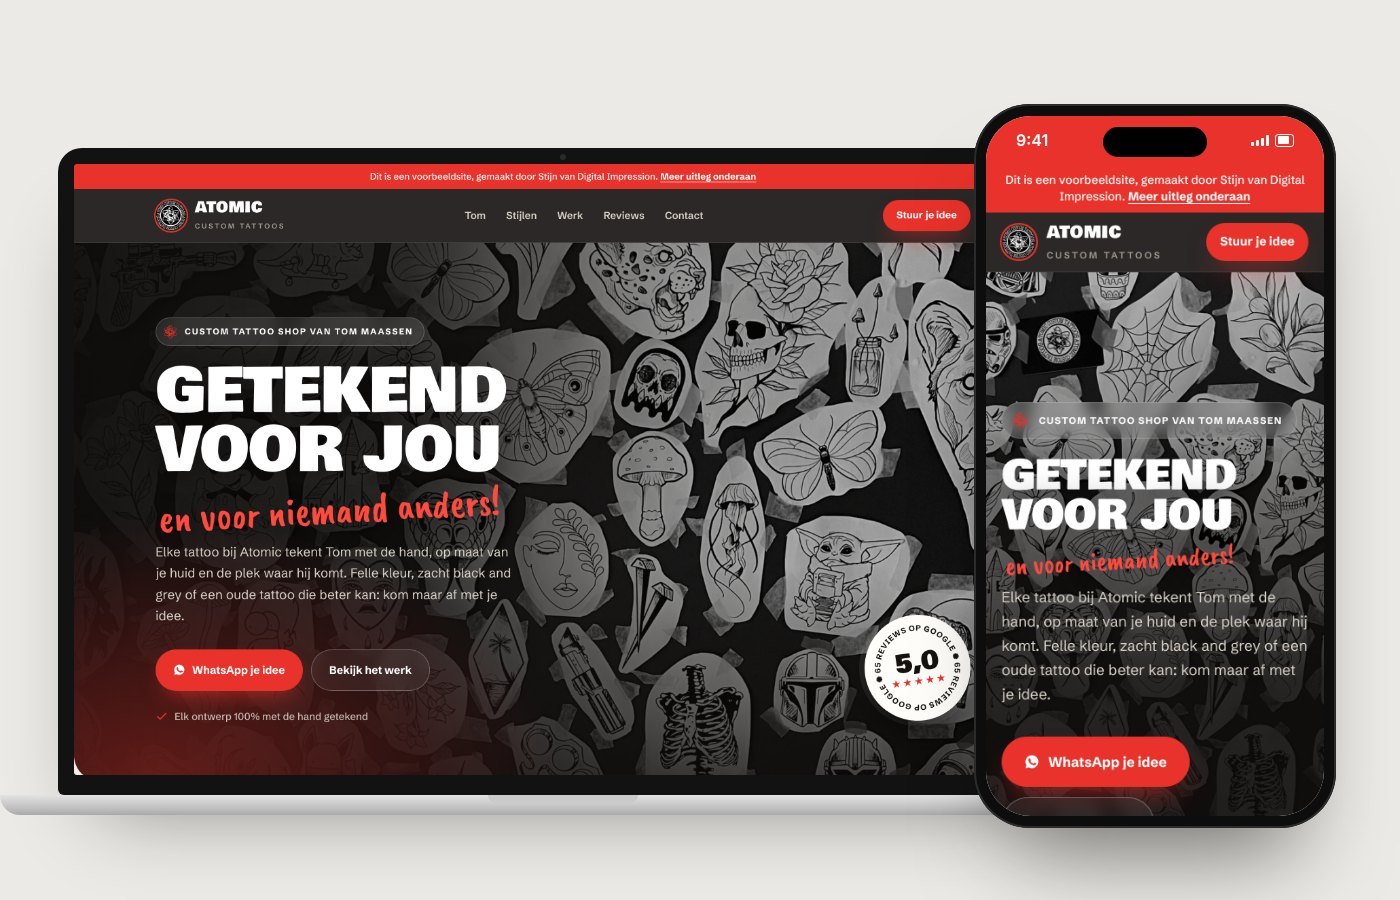 Dit is een voorbeeldsite, gemaakt door Stijn van Digital Impression. Meer uitleg onderaan
ATOMIC
CUSTOM TATTOOS
Tom Stijlen Werk Reviews Contact
Stuur je idee
CUSTOM TATTOO SHOP VAN TOM MAASSEN
GETEKEND
VOOR JOU
en voor niemand anders!
Elke tattoo bij Atomic tekent Tom met de hand, op maat van
je huid en de plek waar hij komt. Felle kleur, zacht black and
grey of een oude tattoo die beter kan: kom maar af met je
idee.
WhatsApp je idee
Bekijk het werk
Elk ontwerp 100% met de hand getekend
65 REVIEWS OP GOOGLE
65 REVIEWS OP GOOGLE
5,0
9:41
Dit is een voorbeeldsite, gemaakt door Stijn van Digital
Impression. Meer uitleg onderaan
ATOMIC
CUSTOM TATTOOS
Stuur je idee
CUSTOM TATTOO SHOP VAN TOM MAASSEN
GETEKEND
VOOR JOU
en voor niemand anders!
Elke tattoo bij Atomic tekent Tom met de
hand, op maat van je huid en de plek waar hij
komt. Felle kleur, zacht black and grey of een
oude tattoo die beter kan: kom maar af met
je idee.
WhatsApp je idee